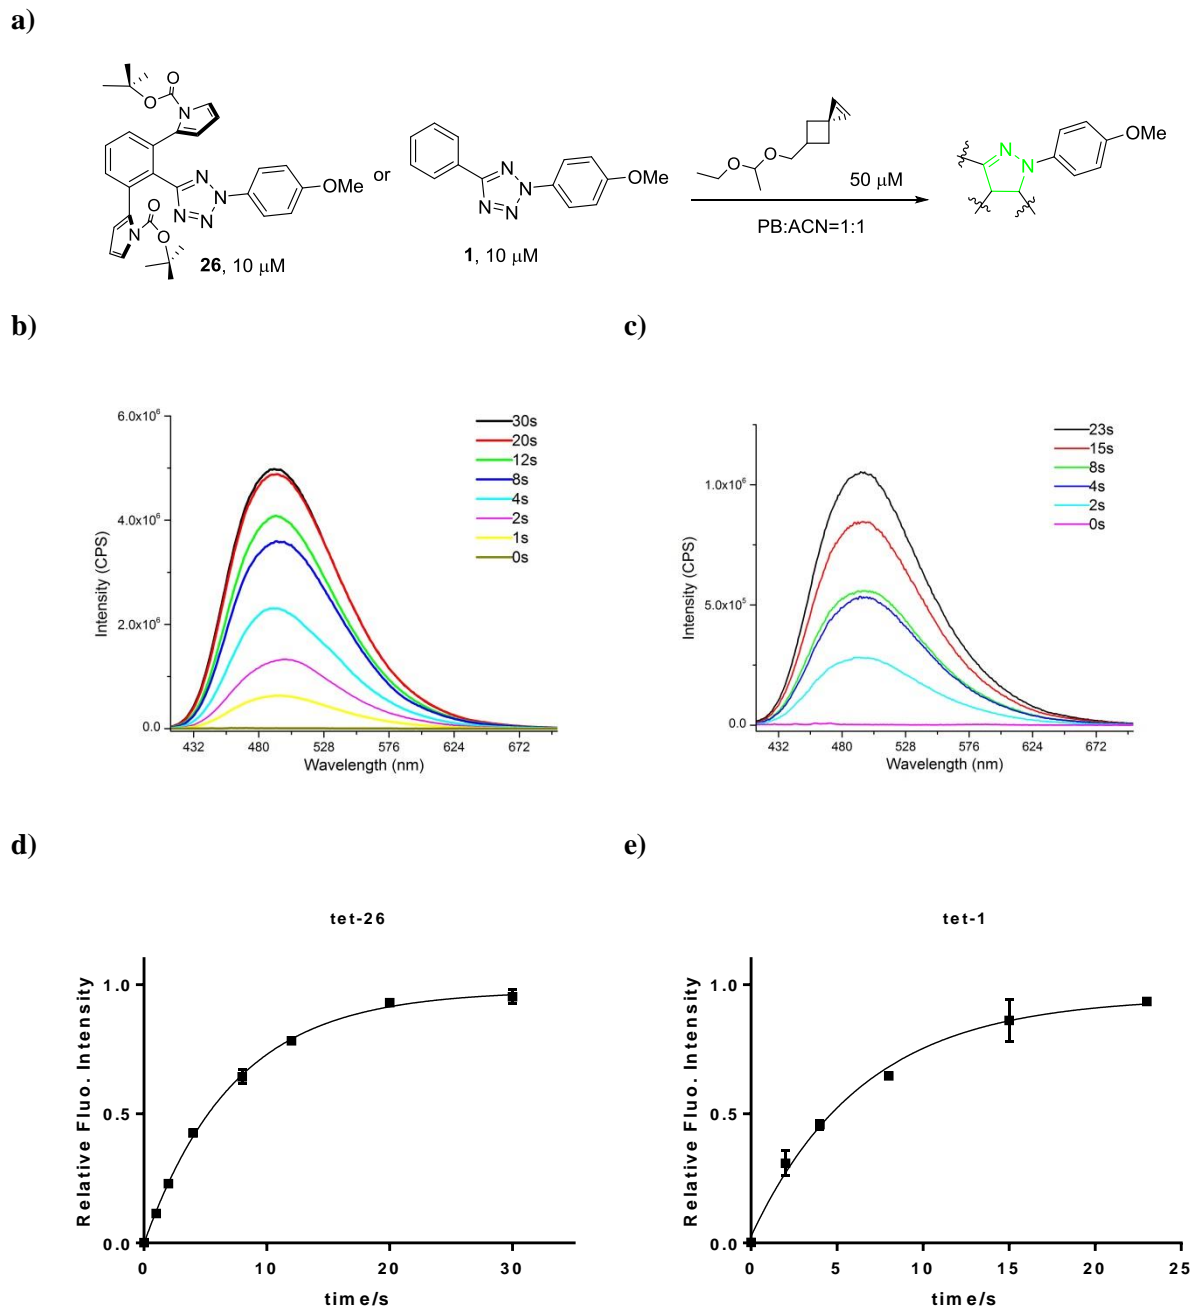 a)
O
O
N
N
N
N
N
OMe
N
O
O
26, 10 μM
or
N
N
N
N
OMe
1, 10 μM
O
O
50 μM
PB:ACN=1:1
N
N
OMe
b)
c)
6.0x10⁶
4.0x10⁶
2.0x10⁶
0.0
Intensity (CPS)
432 480 528 576 624 672
Wavelength (nm)
30s
20s
12s
8s
4s
2s
1s
0s
1.0x10⁶
5.0x10⁵
0.0
Intensity (CPS)
432 480 528 576 624 672
Wavelength (nm)
23s
15s
8s
4s
2s
0s
d)
e)
tet-26
1.0
0.5
0.0
Relative Fluo. Intensity
0 10 20 30
time/s
tet-1
1.0
0.5
0.0
Relative Fluo. Intensity
0 5 10 15 20 25
time/s